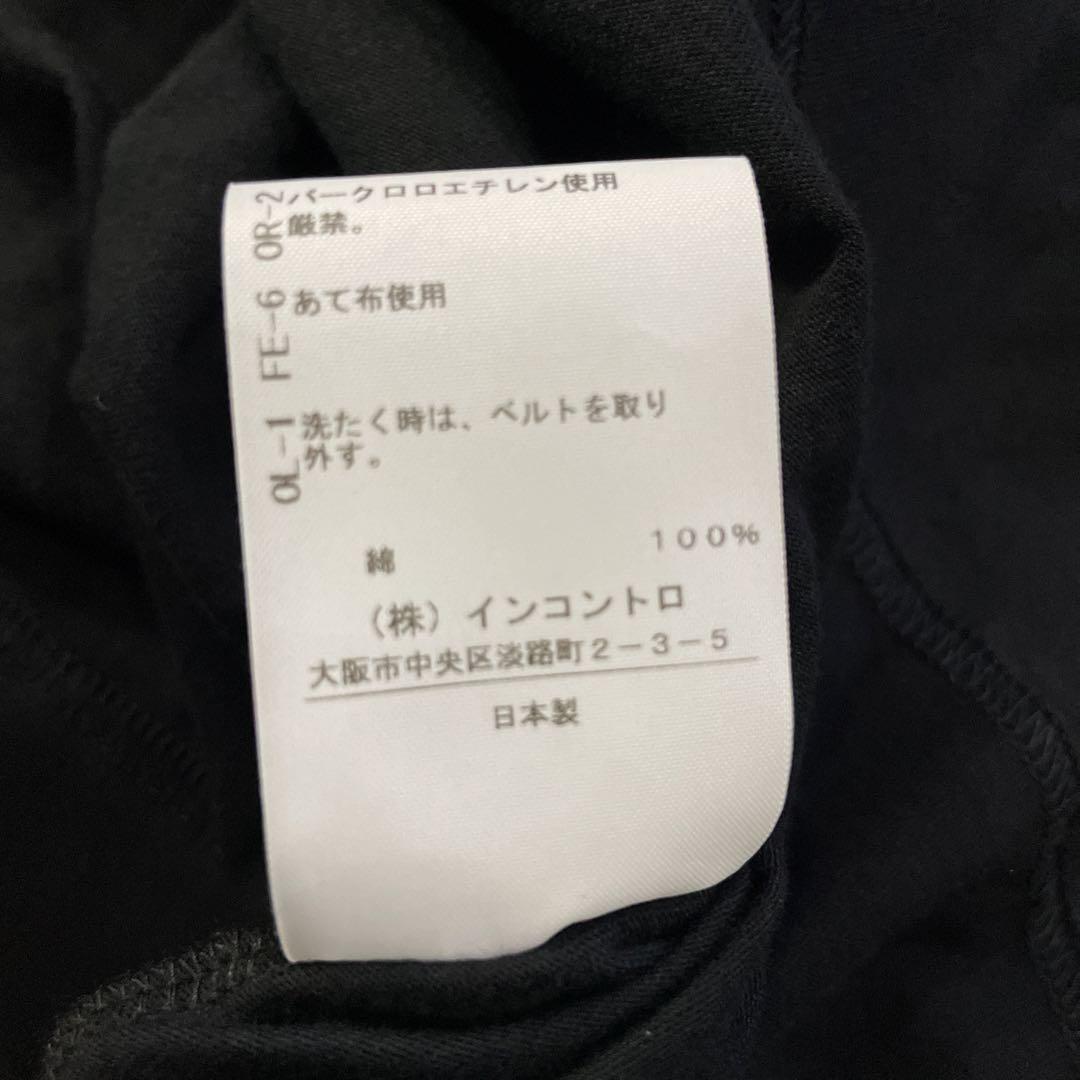 OR-2 パークロロエチレン使用
厳禁。
FE-6 あて布使用
OL-1 洗たく時は、ベルトを取り
外す。
綿 100%
(株)インコントロ
大阪市中央区淡路町2-3-5
日本製